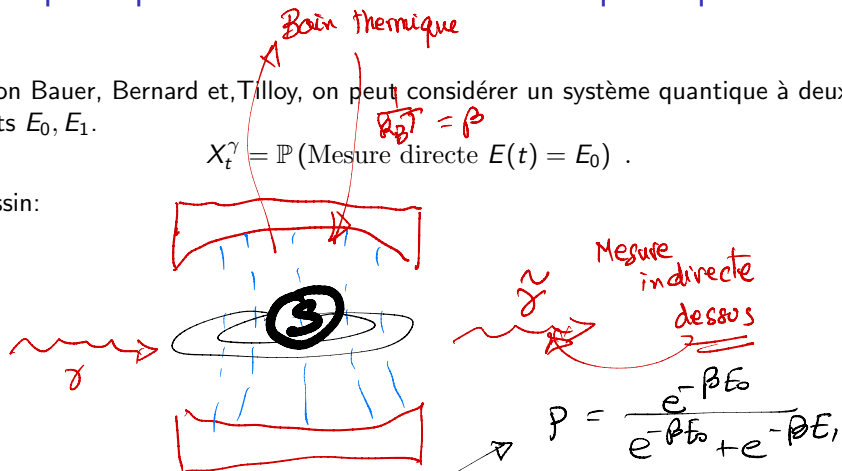 Bain thermique
on Bauer, Bernard et,Tilloy, on peut considérer un système quantique à deux
ts E₀, E₁.
1/(k_B T) = β
X_t^γ = ℙ (Mesure directe E(t) = E₀) .
ssin:
Mesure
indirecte
dessus
γ̃
S
γ
p = e^{-βE₀} / (e^{-βE₀} + e^{-βE₁})